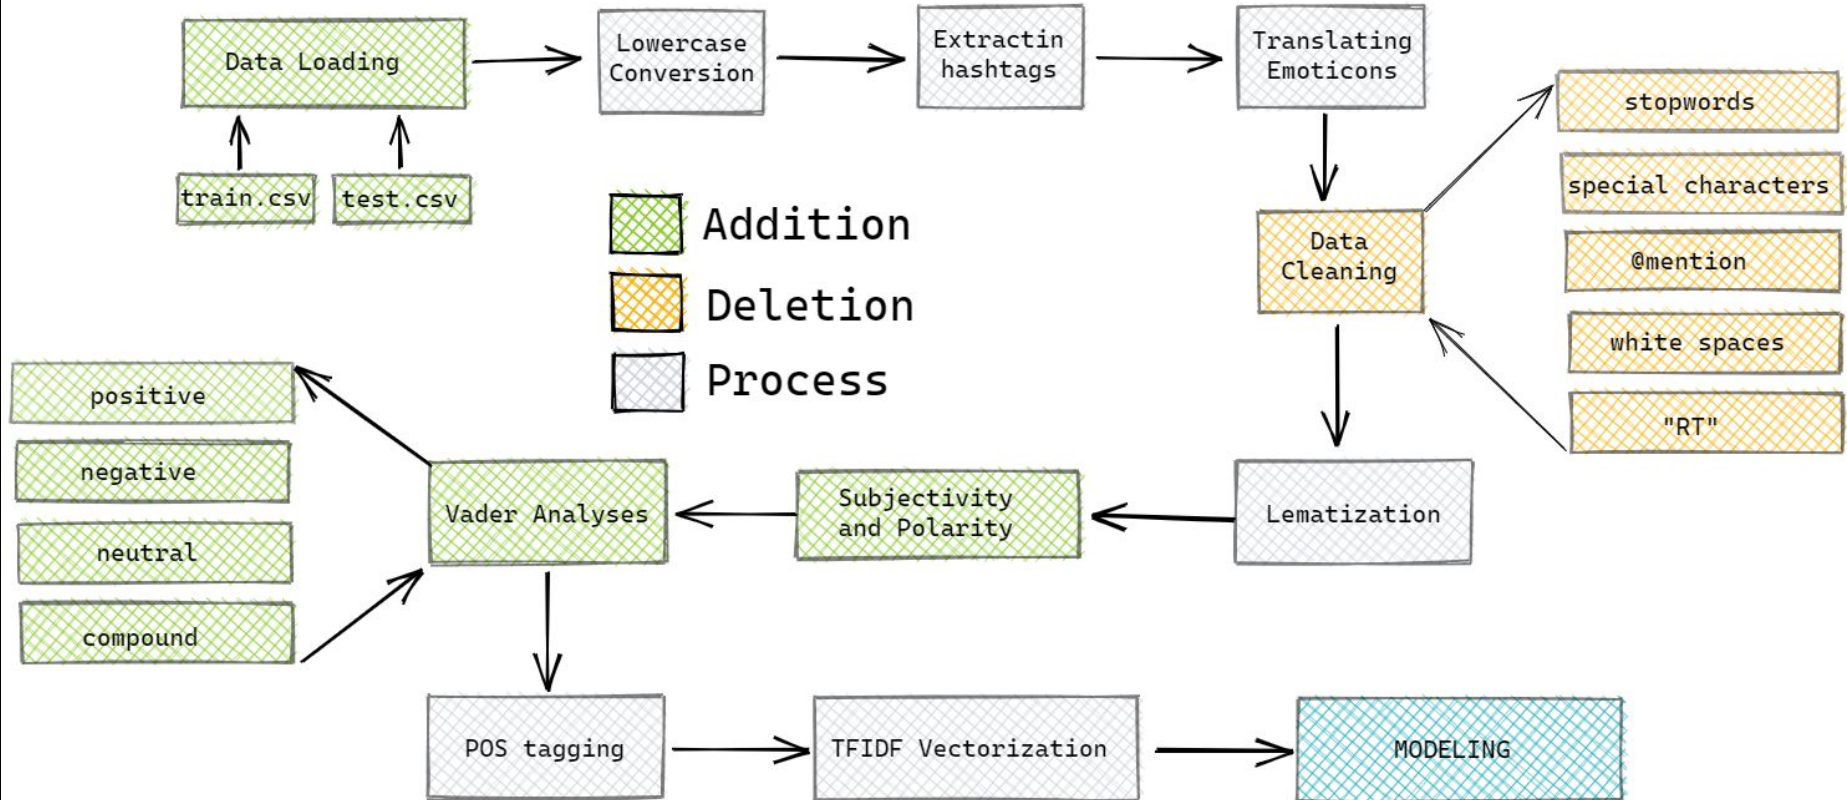 Data Loading
Lowercase
Conversion
Extractin
hashtags
Translating
Emoticons
train.csv
test.csv
stopwords
special characters
@mention
white spaces
"RT"
Data
Cleaning
Addition
Deletion
Process
positive
negative
neutral
compound
Vader Analyses
Subjectivity
and Polarity
Lematization
POS tagging
TFIDF Vectorization
MODELING